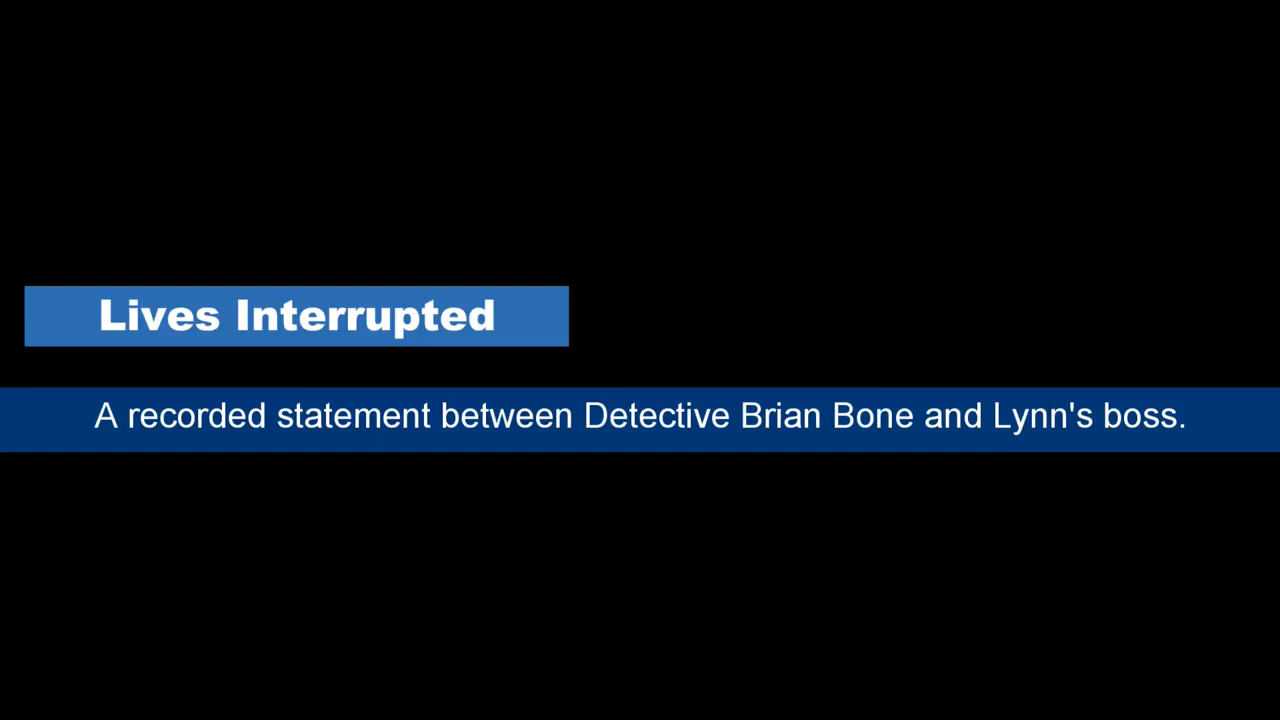 Lives Interrupted
A recorded statement between Detective Brian Bone and Lynn's boss.